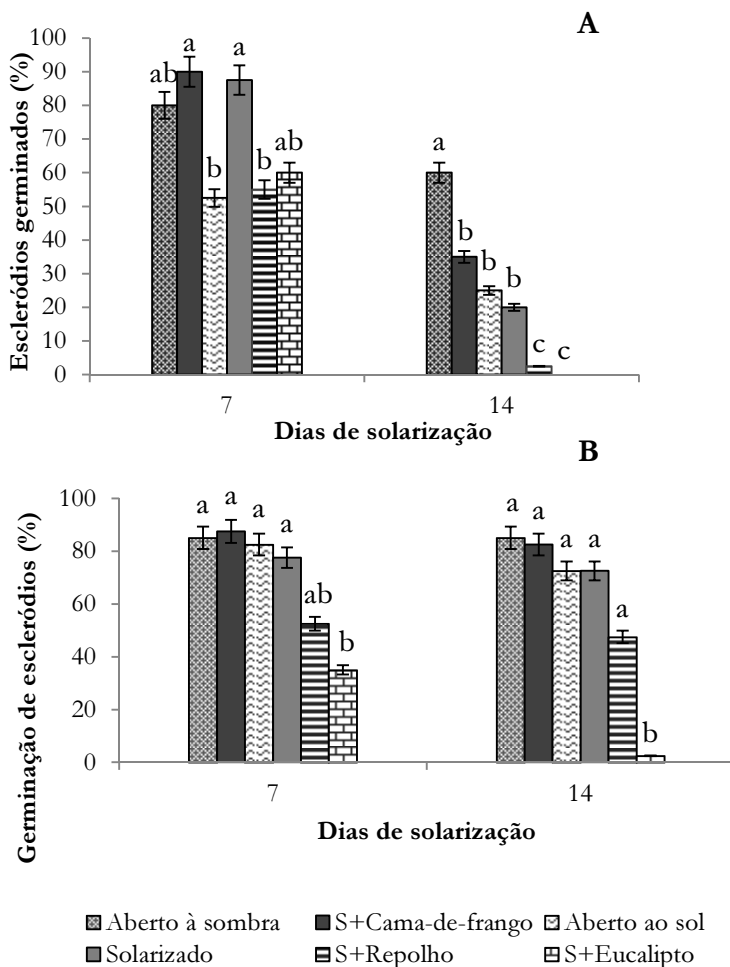 A
Escleródios germinados (%)
100
90
80
70
60
50
40
30
20
10
0
ab
a
b
a
b
ab
a
b
b
b
c
c
7
14
Dias de solarização
B
Germinação de escleródios (%)
100
80
60
40
20
0
a
a
a
a
ab
b
a
a
a
a
a
b
7
14
Dias de solarização
Aberto à sombra S+Cama-de-frango Aberto ao sol
Solarizado S+Repolho S+Eucalipto